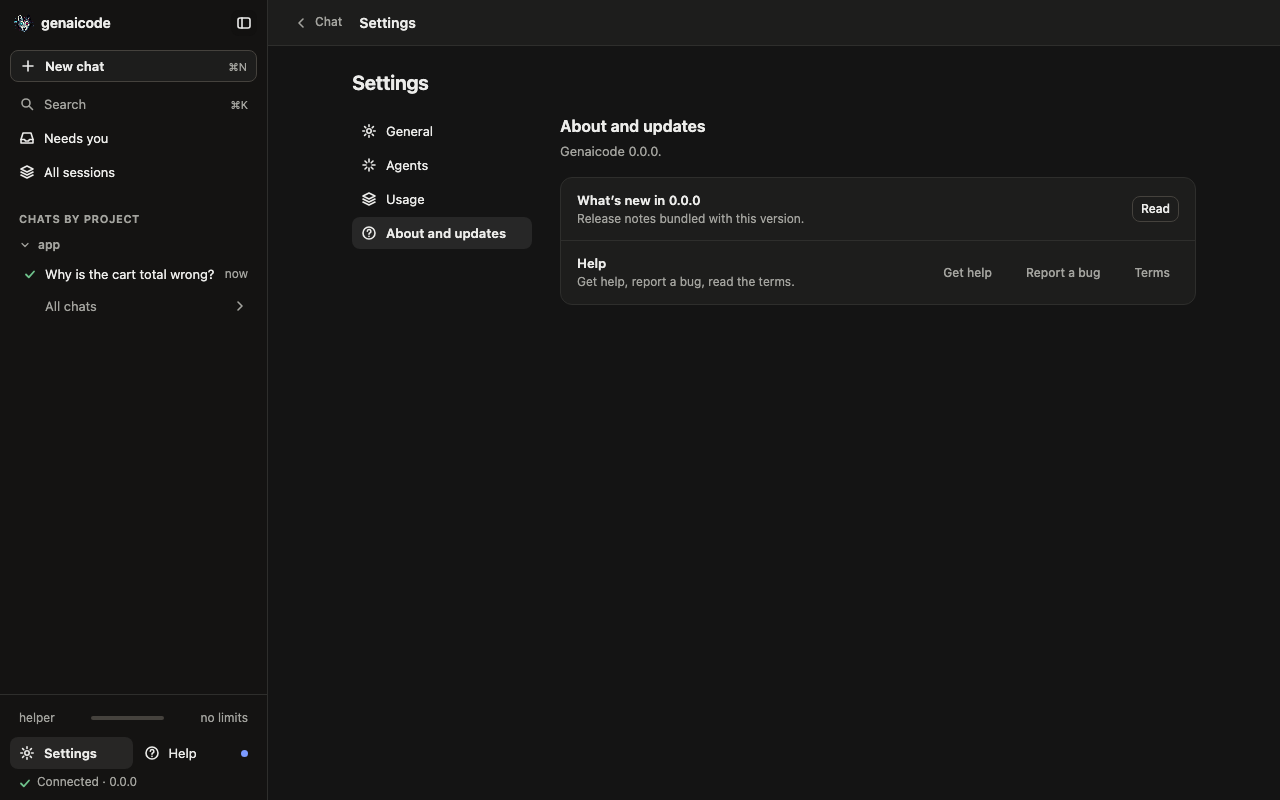 genaicode
New chat ⌘N
Search ⌘K
Needs you
All sessions
CHATS BY PROJECT
app
Why is the cart total wrong? now
All chats
helper no limits
Settings Help
Connected · 0.0.0
Chat Settings
Settings
General
Agents
Usage
About and updates
About and updates
Genaicode 0.0.0.
What’s new in 0.0.0
Release notes bundled with this version.
Read
Help
Get help, report a bug, read the terms.
Get help Report a bug Terms